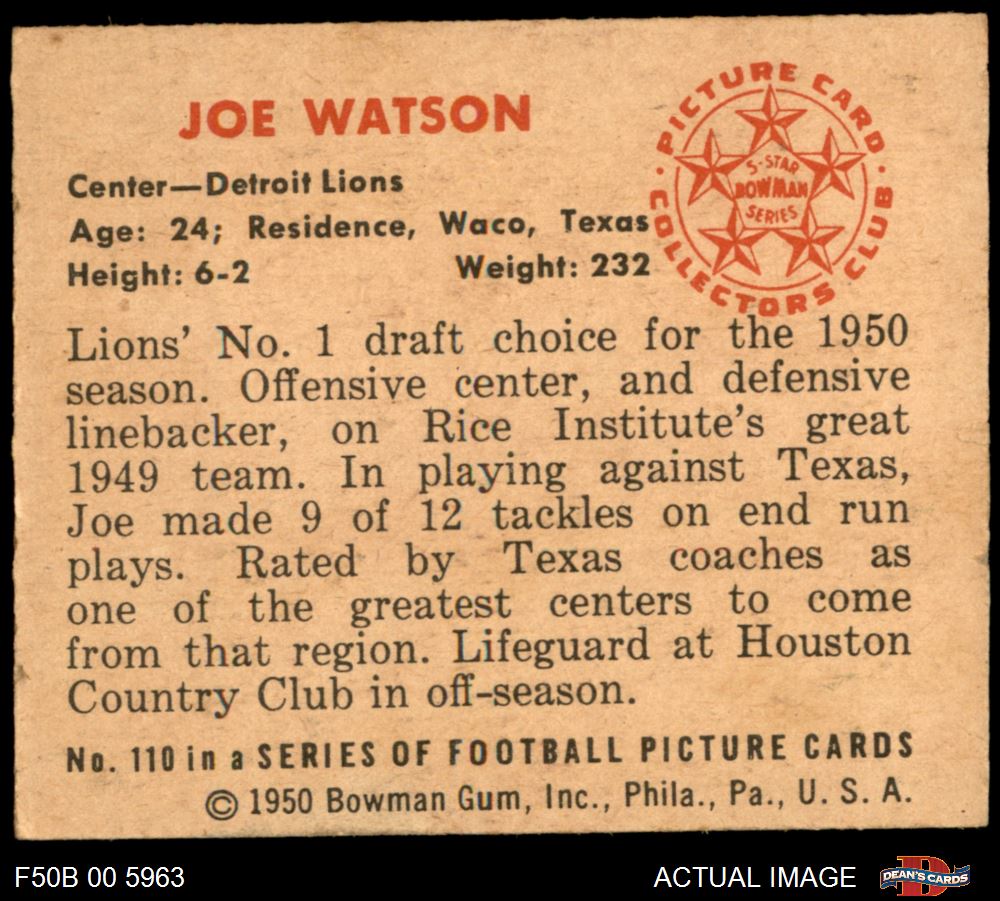 JOE WATSON
Center—Detroit Lions
Age: 24; Residence, Waco, Texas
Height: 6-2 Weight: 232
PICTURE CARD
COLLECTORS CLUB
5-STAR
BOWMAN
SERIES
Lions' No. 1 draft choice for the 1950
season. Offensive center, and defensive
linebacker, on Rice Institute's great
1949 team. In playing against Texas,
Joe made 9 of 12 tackles on end run
plays. Rated by Texas coaches as
one of the greatest centers to come
from that region. Lifeguard at Houston
Country Club in off-season.
No. 110 in a SERIES OF FOOTBALL PICTURE CARDS
© 1950 Bowman Gum, Inc., Phila., Pa., U. S. A.
F50B 00 5963
ACTUAL IMAGE
DEAN'S CARDS